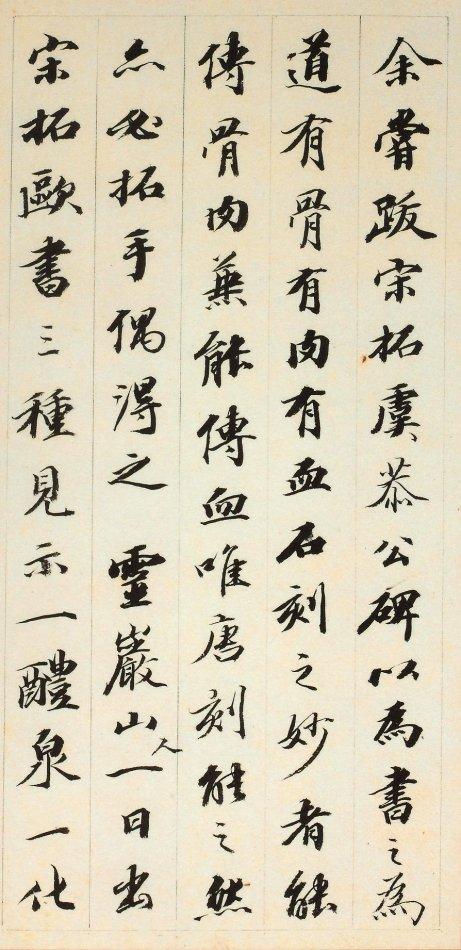 余嘗跋宋拓虞恭公碑以為書之為
道有骨有肉有血石刻之妙者能
傳骨肉兼能傳血唯唐刻能之然
亦必拓手偶得之 靈巖山人一日出
宋拓歐書三種見示一醴泉一化